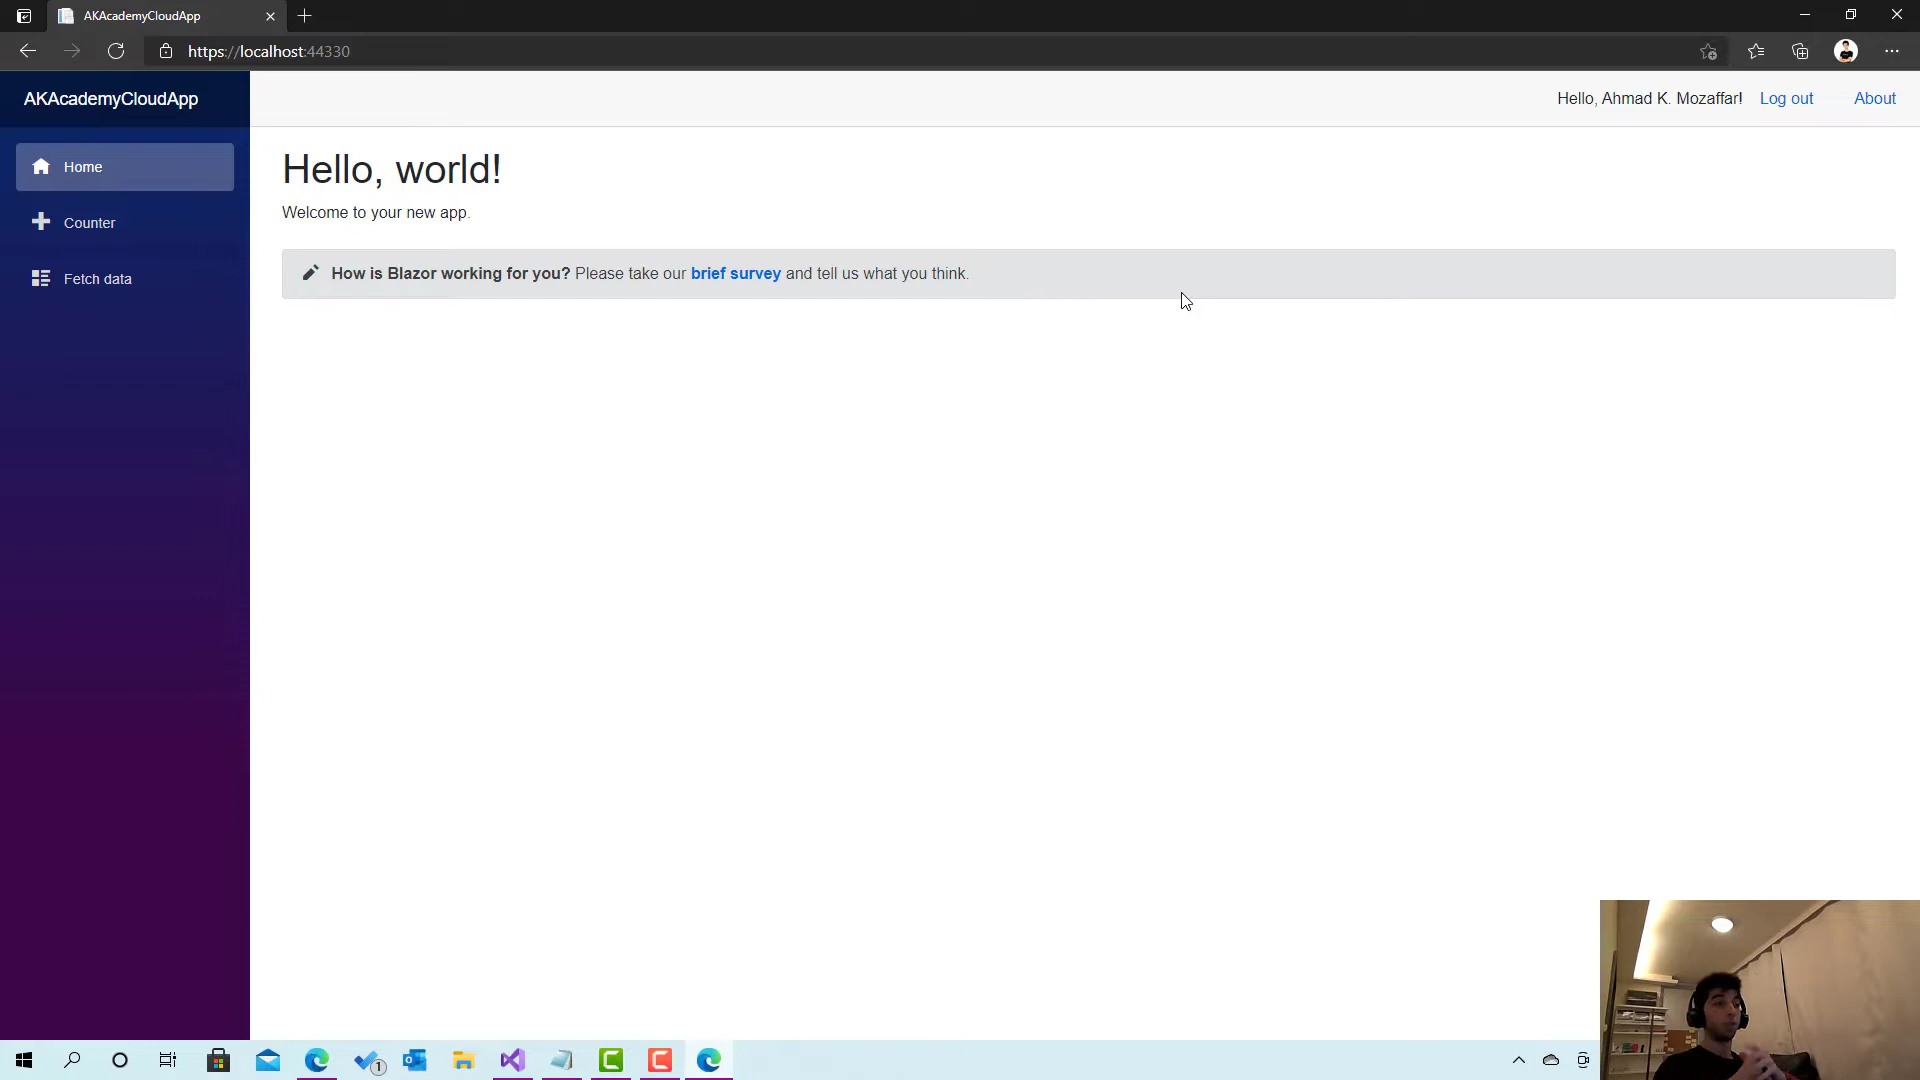 AKAcademyCloudApp
https://localhost:44330
AKAcademyCloudApp
Hello, Ahmad K. Mozaffar! Log out About
Home
Counter
Fetch data
Hello, world!
Welcome to your new app.
How is Blazor working for you? Please take our brief survey and tell us what you think.
1